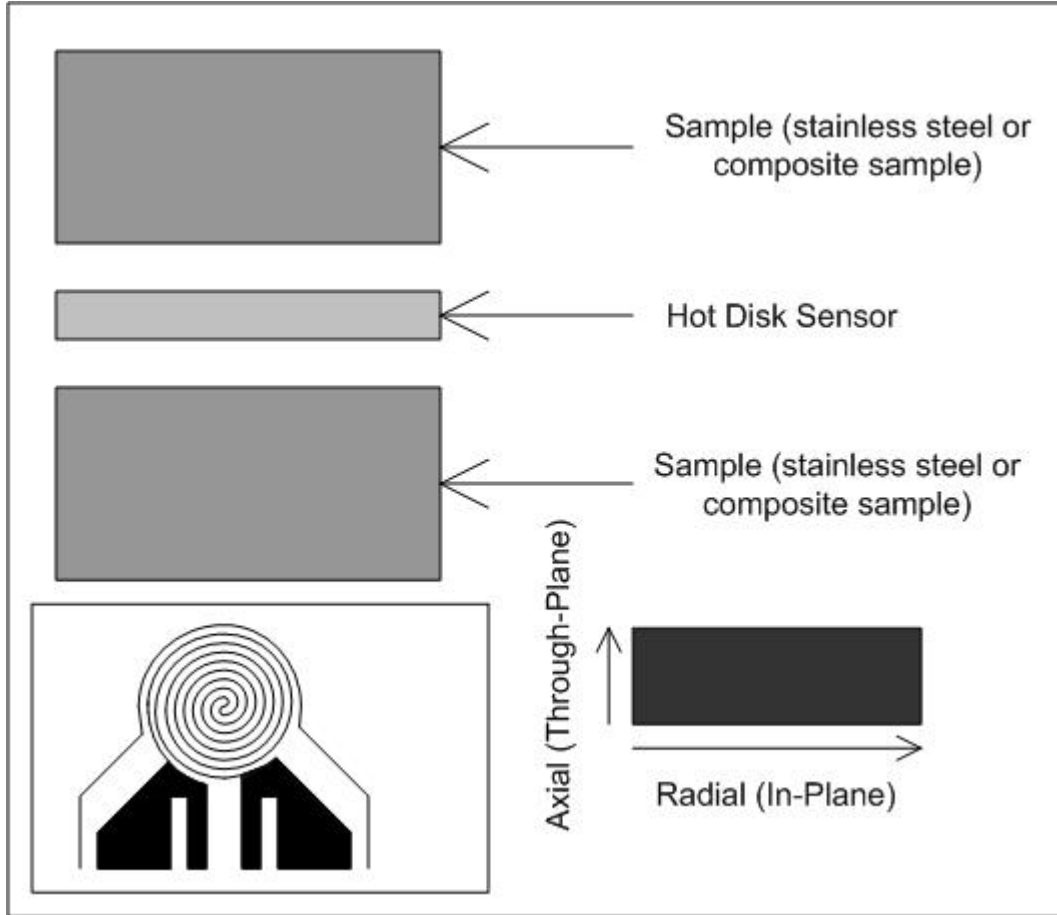 Sample (stainless steel or
composite sample)
Hot Disk Sensor
Sample (stainless steel or
composite sample)
Axial (Through-Plane)
Radial (In-Plane)